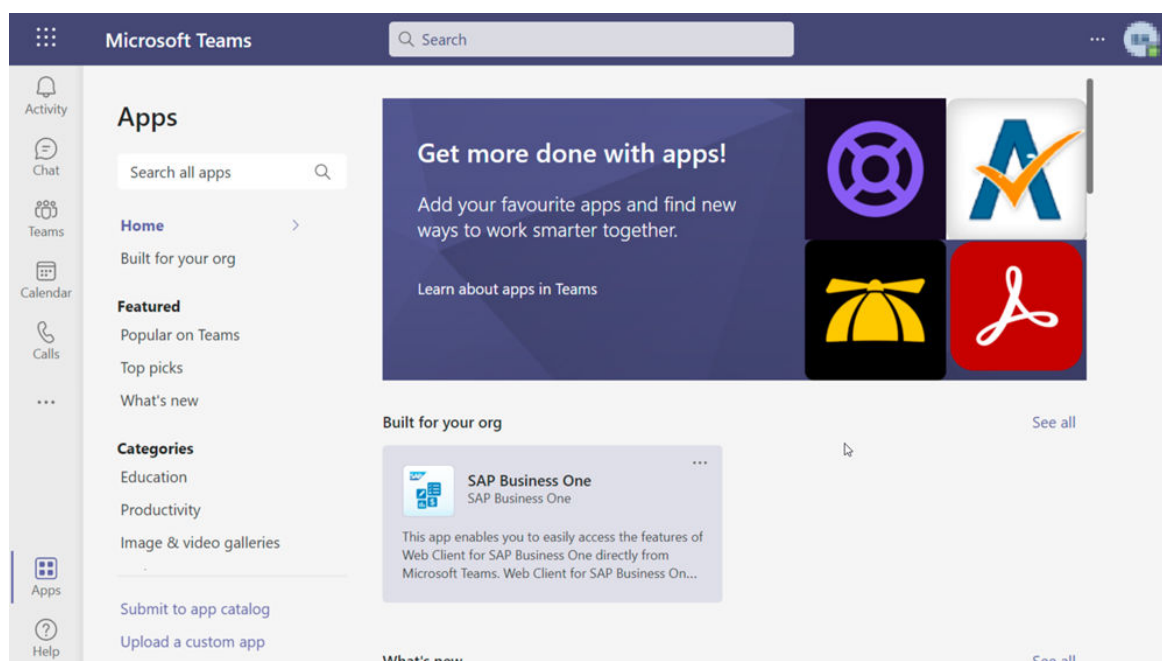 Microsoft Teams
Search
Activity
Chat
Teams
Calendar
Calls
Apps
Help
Apps
Search all apps
Home
Built for your org
Featured
Popular on Teams
Top picks
What's new
Categories
Education
Productivity
Image & video galleries
Submit to app catalog
Upload a custom app
Get more done with apps!
Add your favourite apps and find new
ways to work smarter together.
Learn about apps in Teams
Built for your org
See all
SAP
SAP Business One
SAP Business One
This app enables you to easily access the features of
Web Client for SAP Business One directly from
Microsoft Teams. Web Client for SAP Business On...
What's new
See all